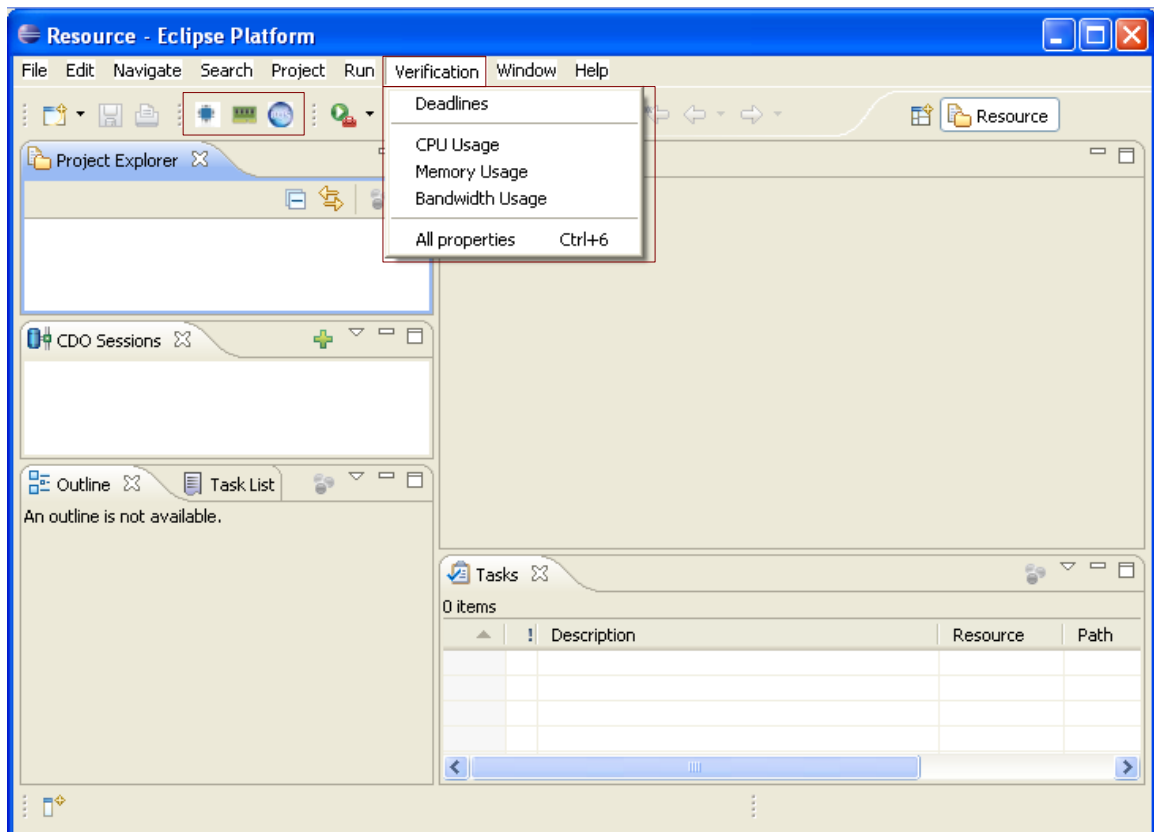 Resource - Eclipse Platform
File Edit Navigate Search Project Run Verification Window Help
Deadlines
CPU Usage
Memory Usage
Bandwidth Usage
All properties Ctrl+6
Resource
Project Explorer
CDO Sessions
Outline Task List
An outline is not available.
Tasks
0 items
! Description Resource Path